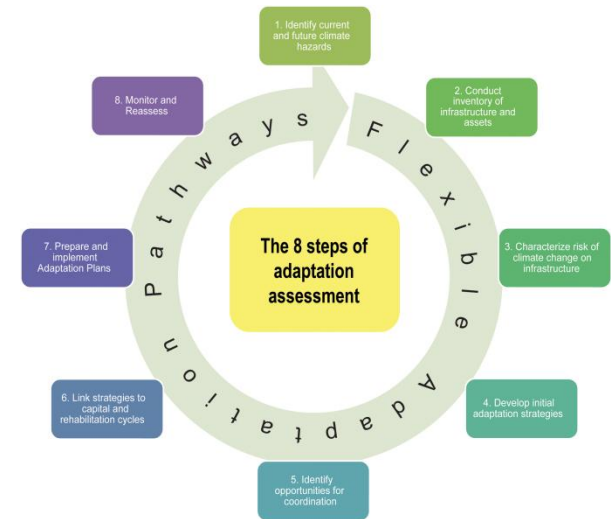 1. Identify current
and future climate
hazards
2. Conduct
inventory of
infrastructure and
assets
3. Characterize risk of
climate change on
infrastructure
4. Develop initial
adaptation strategies
5. Identify
opportunities for
coordination
6. Link strategies to
capital and
rehabilitation cycles
7. Prepare and
implement
Adaptation Plans
8. Monitor and
Reassess
Flexible Adaptation Pathways
The 8 steps of
adaptation
assessment